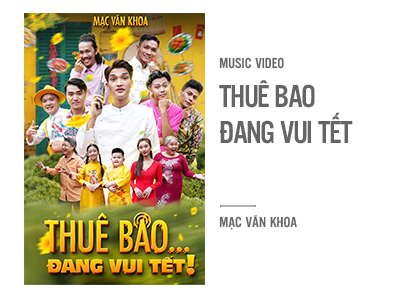 MẠC VĂN KHOA
THUÊ BAO...
ĐANG VUI TẾT!
MUSIC VIDEO
THUÊ BAO
ĐANG VUI TẾT
MẠC VĂN KHOA